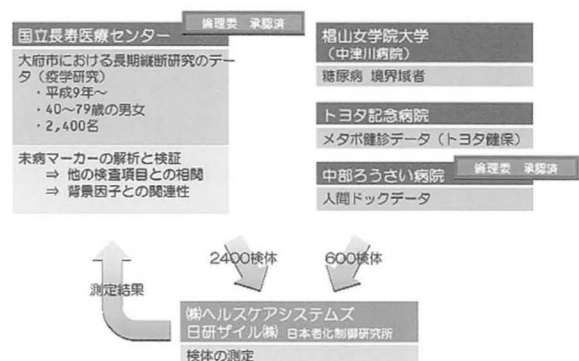 倫理委 承認済
国立長寿医療センター
大府市における長期縦断研究のデー
タ（疫学研究）
・平成9年～
・40～79歳の男女
・2,400名
未病マーカーの解析と検証
⇒ 他の検査項目との相関
⇒ 背景因子との関連性
椙山女学院大学
（中津川病院）
糖尿病 境界域者
トヨタ記念病院
メタボ健診データ（トヨタ健保）
中部ろうさい病院
倫理委 承認済
人間ドックデータ
2400検体
600検体
測定結果
㈱ヘルスケアシステムズ
日研ザイル㈱ 日本老化制御研究所
検体の測定